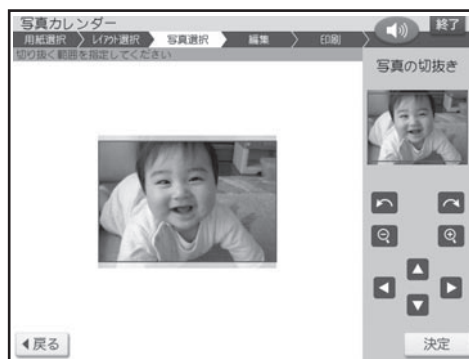 写真カレンダー
終了
用紙選択 レイアウト選択 写真選択 編集 印刷
切り抜く範囲を指定してください
写真の切抜き
戻る
決定